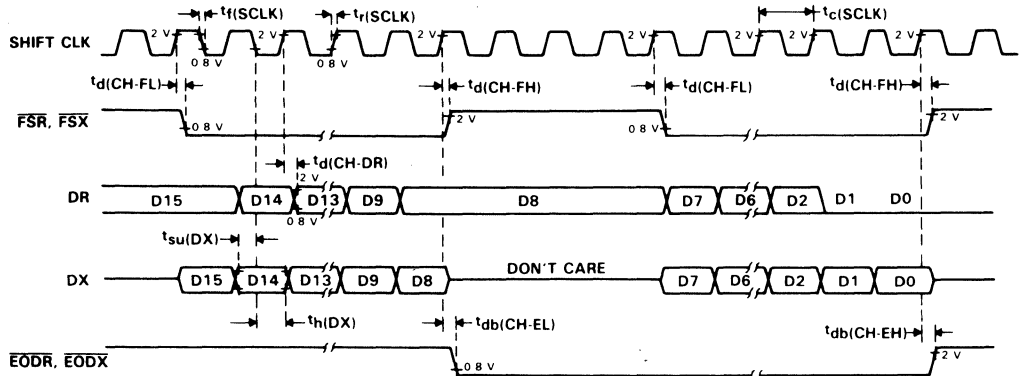 tf(SCLK) tr(SCLK) tc(SCLK)
SHIFT CLK 2 V 2 V 2 V 2 V 2 V 2 V 2 V 2 V
0 8 V 0 8 V
td(CH-FL) td(CH-FH) td(CH-FL) td(CH-FH)
FSR, FSX 0 8 V 2 V 0 8 V 2 V
td(CH-DR)
2 V
DR D15 D14 D13 D9 D8 D7 D6 D2 D1 D0
0 8 V
tsu(DX)
DON'T CARE
DX D15 D14 D13 D9 D8 D7 D6 D2 D1 D0
th(DX) tdb(CH-EL) tdb(CH-EH)
EODR, EODX 0 8 V 2 V